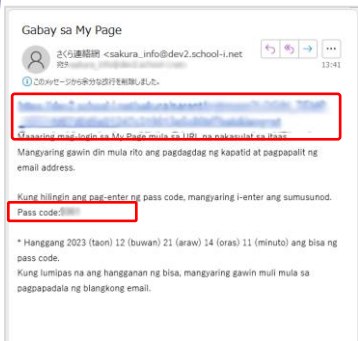 Gabay sa My Page
さくら連絡網 <sakura_info@dev2.school-i.net
宛先
13:41
このメッセージから余分な改行を削除しました。
Maaaring mag-login sa My Page mula sa URL na nakasulat sa itaas
Mangyaring gawin din mula rito ang pagdagdag ng kapatid at pagpapalit ng
email address.
Kung hilingin ang pag-enter ng pass code, mangyaring i-enter ang sumusunod.
Pass code:
* Hanggang 2023 (taon) 12 (buwan) 21 (araw) 14 (oras) 11 (minuto) ang bisa ng
pass code.
Kung lumipas na ang hangganan ng bisa, mangyaring gawin muli mula sa
pagpapadala ng blangkong email.